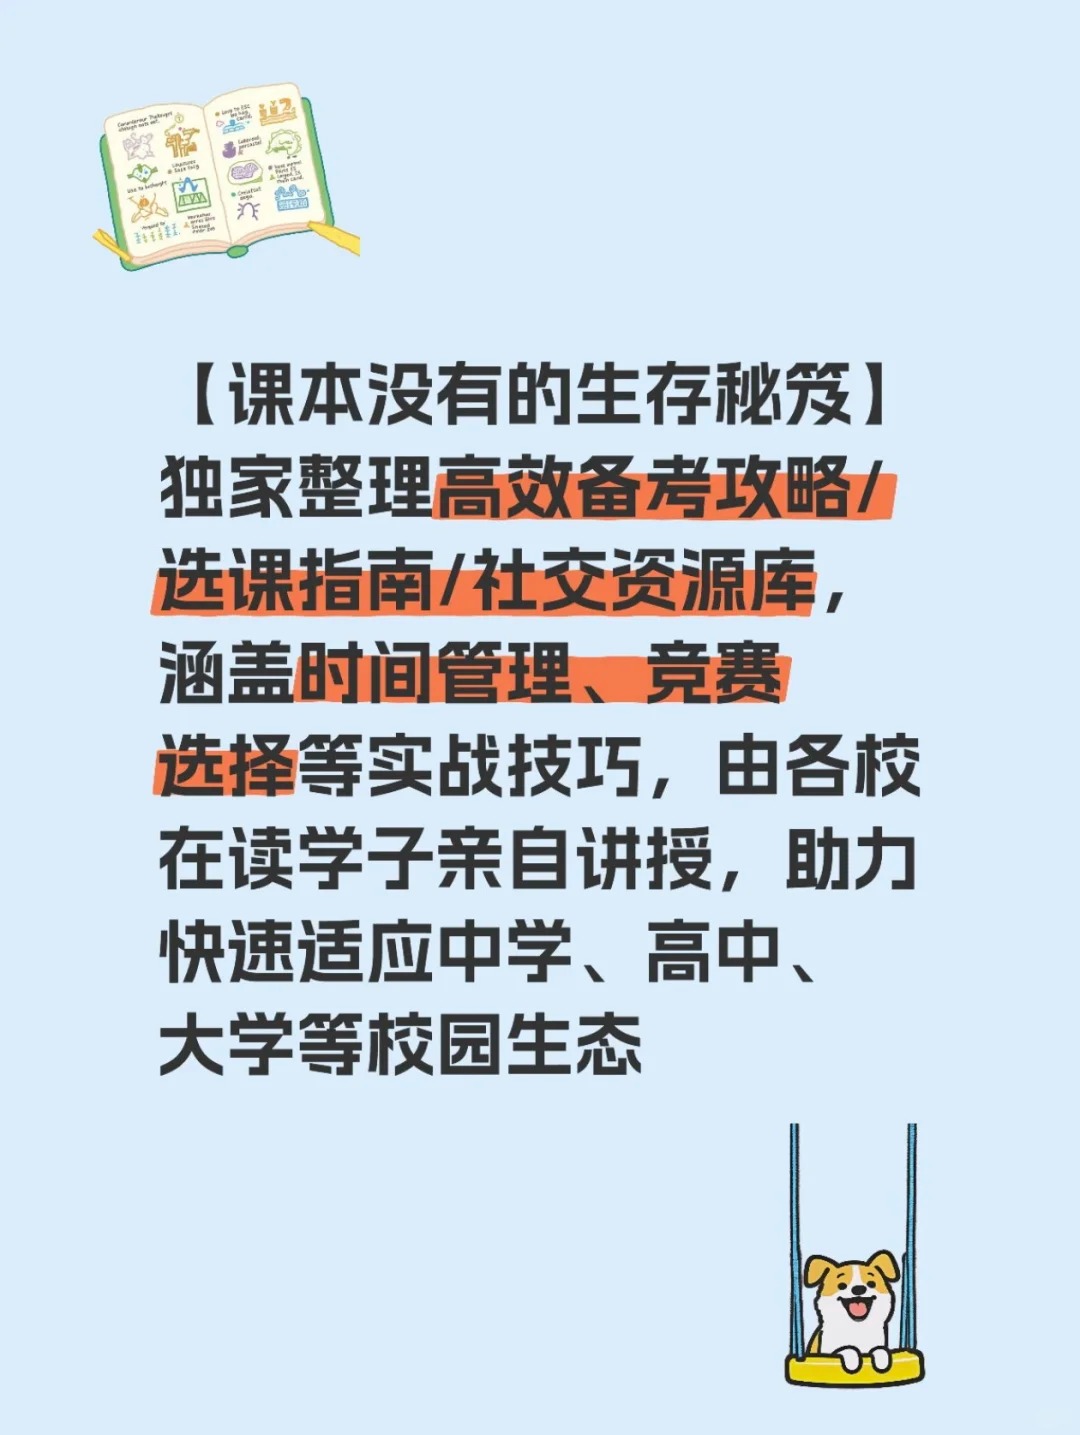 【课本没有的生存秘笈】
独家整理高效备考攻略/
选课指南/社交资源库，
涵盖时间管理、竞赛
选择等实战技巧，由各校
在读学子亲自讲授，助力
快速适应中学、高中、
大学等校园生态